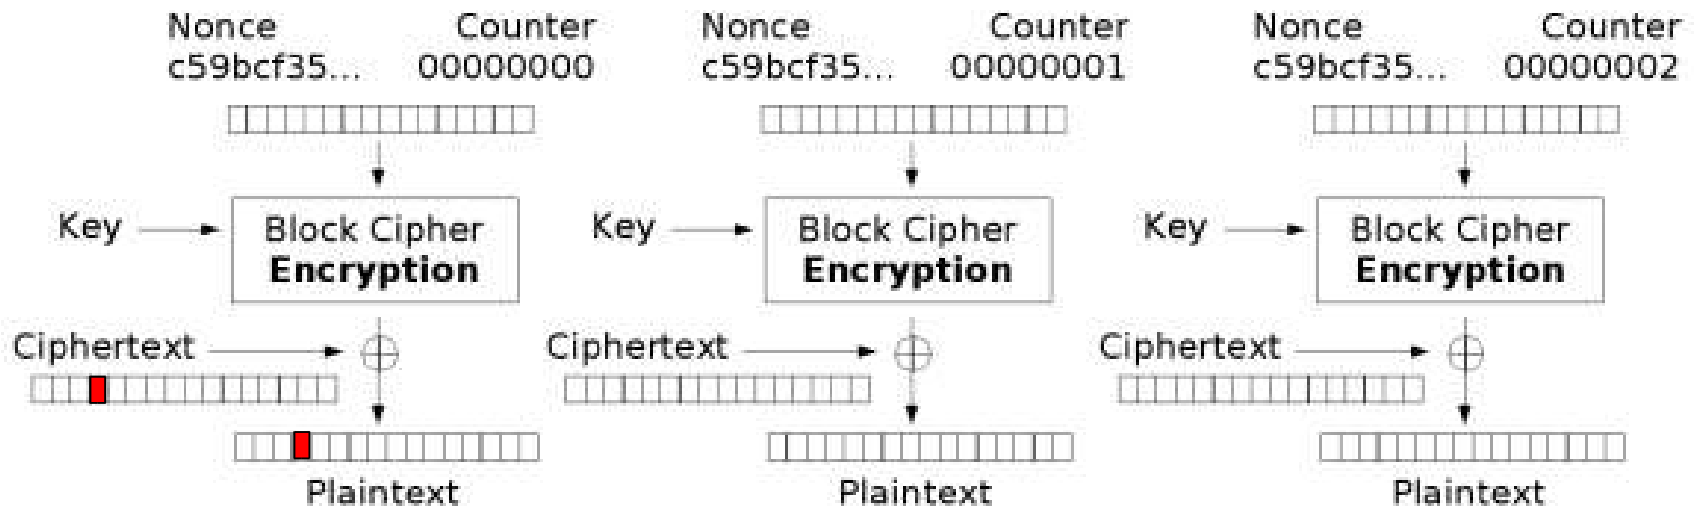 Nonce Counter Nonce Counter Nonce Counter
c59bcf35... 00000000 c59bcf35... 00000001 c59bcf35... 00000002
Key Block Cipher Key Block Cipher Key Block Cipher
Encryption Encryption Encryption
Ciphertext Ciphertext Ciphertext
Plaintext Plaintext Plaintext